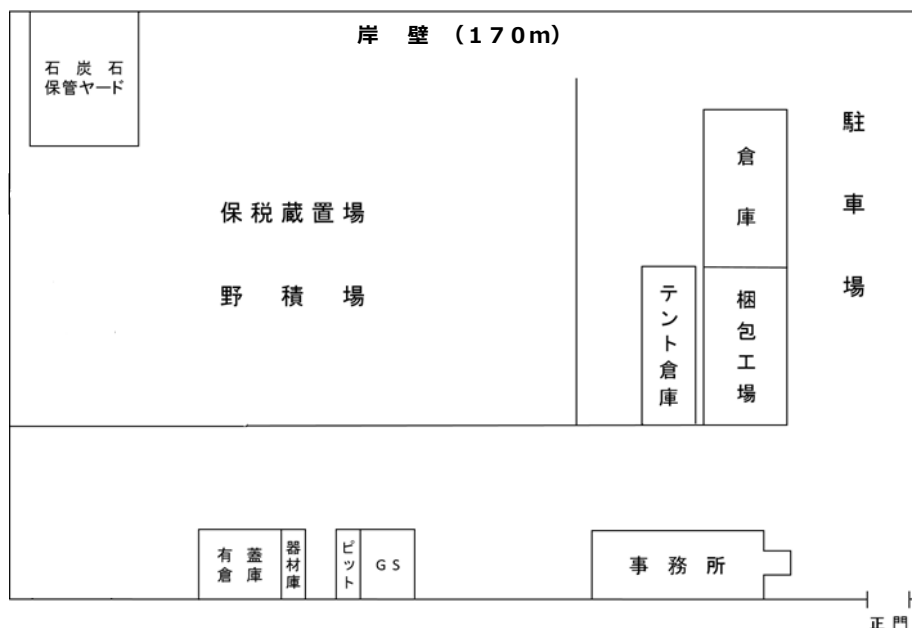 岸 壁 (170m)
石 炭 石
保管ヤード
保税蔵置場
野 積 場
倉庫
駐車場
テント倉庫
梱包工場
有 蓋
倉 庫
器材庫
ピット
GS
事 務 所
正 門